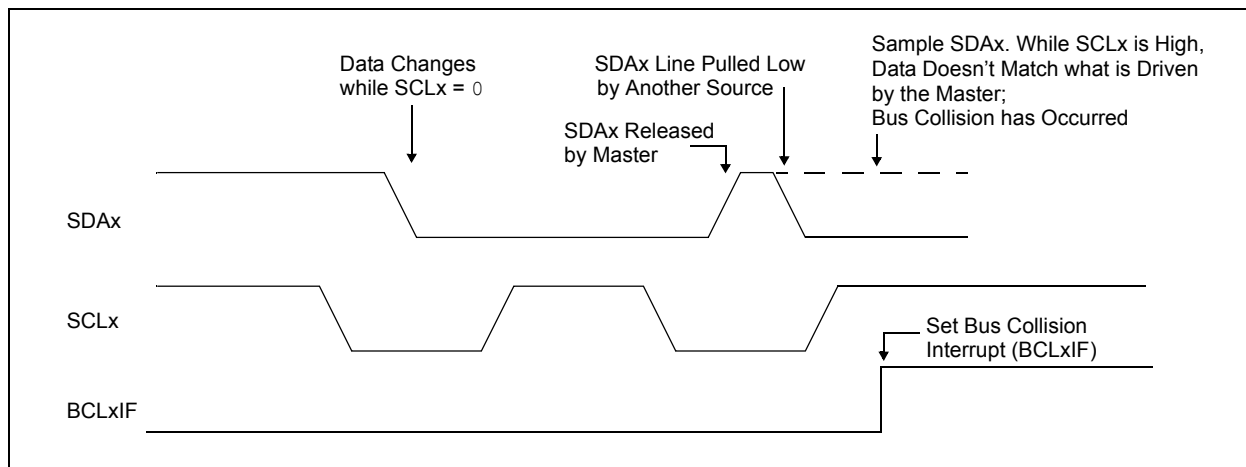 Data Changes
while SCLx = 0
SDAx Line Pulled Low
by Another Source
SDAx Released
by Master
Sample SDAx. While SCLx is High,
Data Doesn't Match what is Driven
by the Master;
Bus Collision has Occurred
SDAx
SCLx
Set Bus Collision
Interrupt (BCLxIF)
BCLxIF